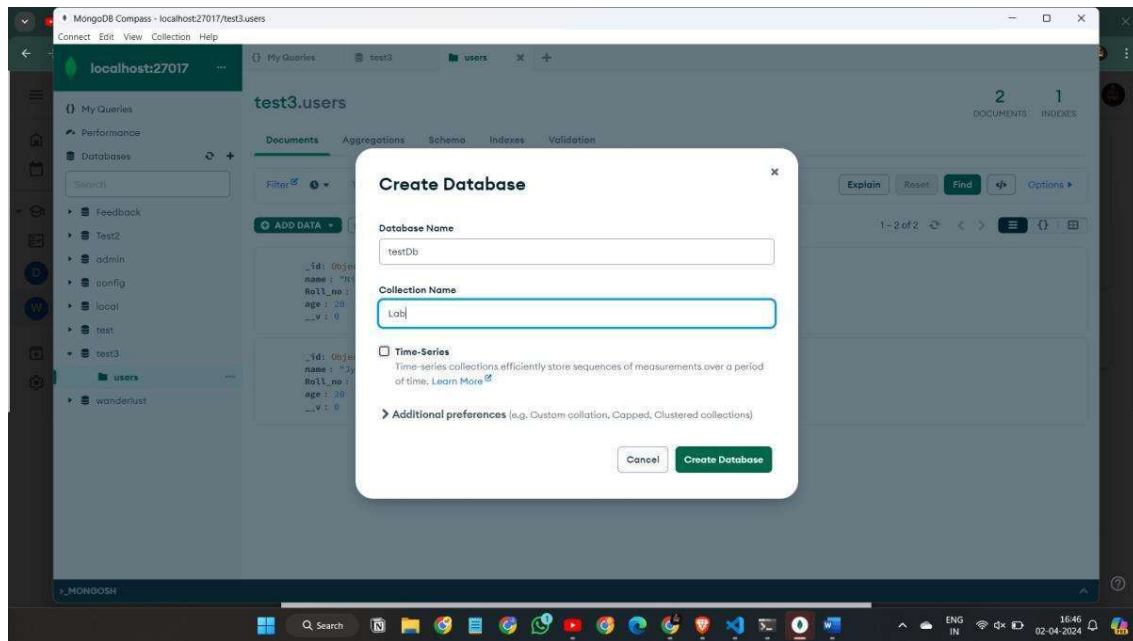 MongoDB Compass - localhost:27017/test3.users
Connect Edit View Collection Help
localhost:27017 ...
{} My Queries test3 users
{} My Queries
Performance
Databases
Search
Feedback
Test2
admin
config
local
test
test3
users
wanderlust
test3.users
2 DOCUMENTS 1 INDEXES
Documents Aggregations Schema Indexes Validation
Filter Explain Reset Find </> Options
ADD DATA 1 - 2 of 2 {}
_id:
name : "Ni
Roll_no :
age : 20
__v : 0
_id:
name : "Jy
Roll_no :
age : 20
__v : 0
Create Database
Database Name
testDb
Collection Name
Lab
Time-Series
Time-series collections efficiently store sequences of measurements over a period
of time. Learn More
Additional preferences (e.g. Custom collation, Capped, Clustered collections)
Cancel Create Database
>_MONGOSH
D
W
Search
ENG
IN
16:46
02-04-2024